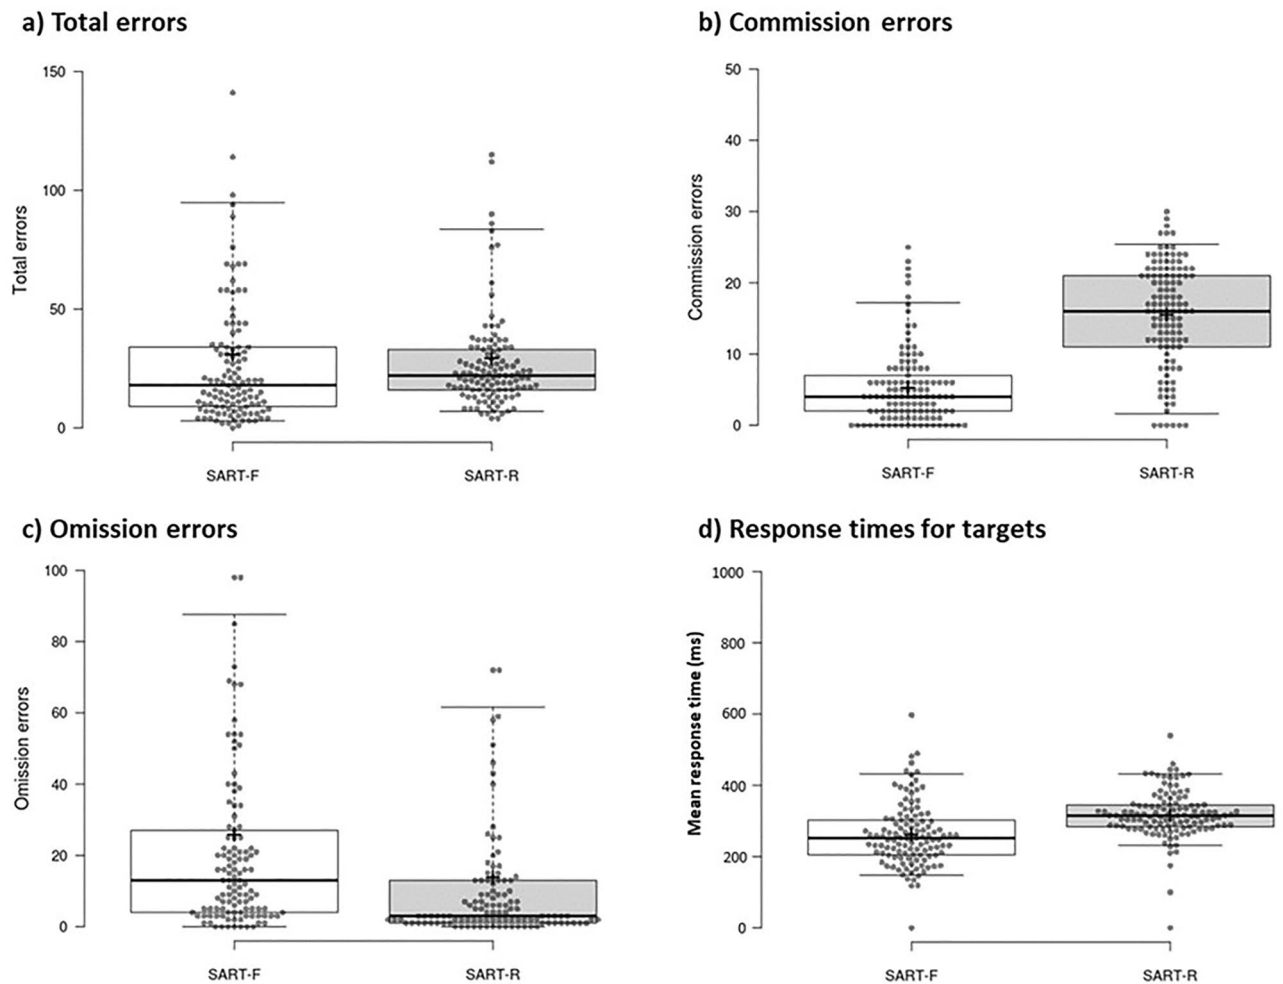 a) Total errors
150
100
50
0
Total errors
SART-F
SART-R
b) Commission errors
50
40
30
20
10
0
Commission errors
SART-F
SART-R
c) Omission errors
100
80
60
40
20
0
Omission errors
SART-F
SART-R
d) Response times for targets
1000
800
600
400
200
0
Mean response time (ms)
SART-F
SART-R